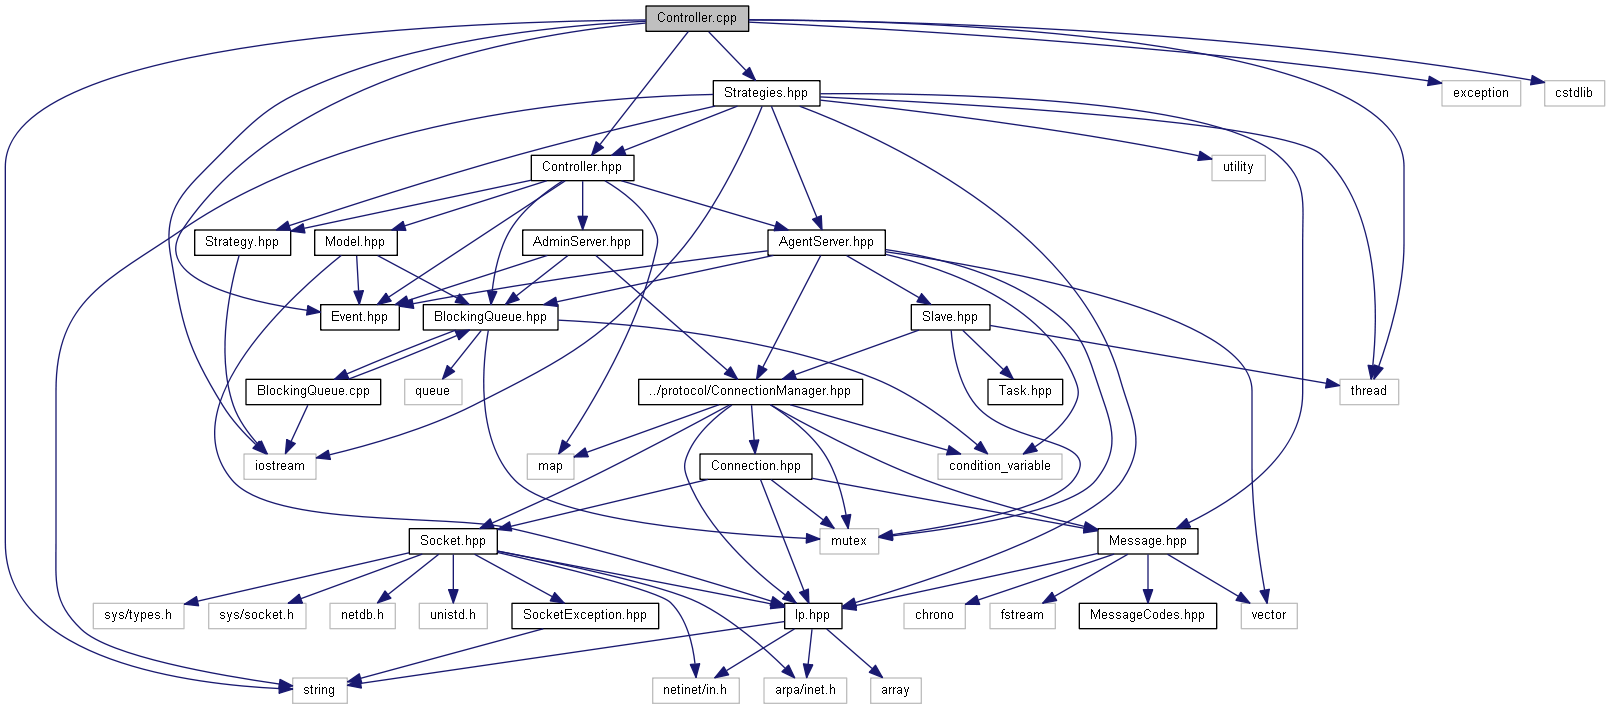 Controller.cpp
Strategies.hpp
exception
cstdlib
Controller.hpp
utility
Strategy.hpp
Model.hpp
AdminServer.hpp
AgentServer.hpp
Event.hpp
BlockingQueue.hpp
Slave.hpp
BlockingQueue.cpp
queue
../protocol/ConnectionManager.hpp
Task.hpp
thread
iostream
map
Connection.hpp
condition_variable
Socket.hpp
mutex
Message.hpp
sys/types.h
sys/socket.h
netdb.h
unistd.h
SocketException.hpp
Ip.hpp
chrono
fstream
MessageCodes.hpp
vector
string
netinet/in.h
arpa/inet.h
array